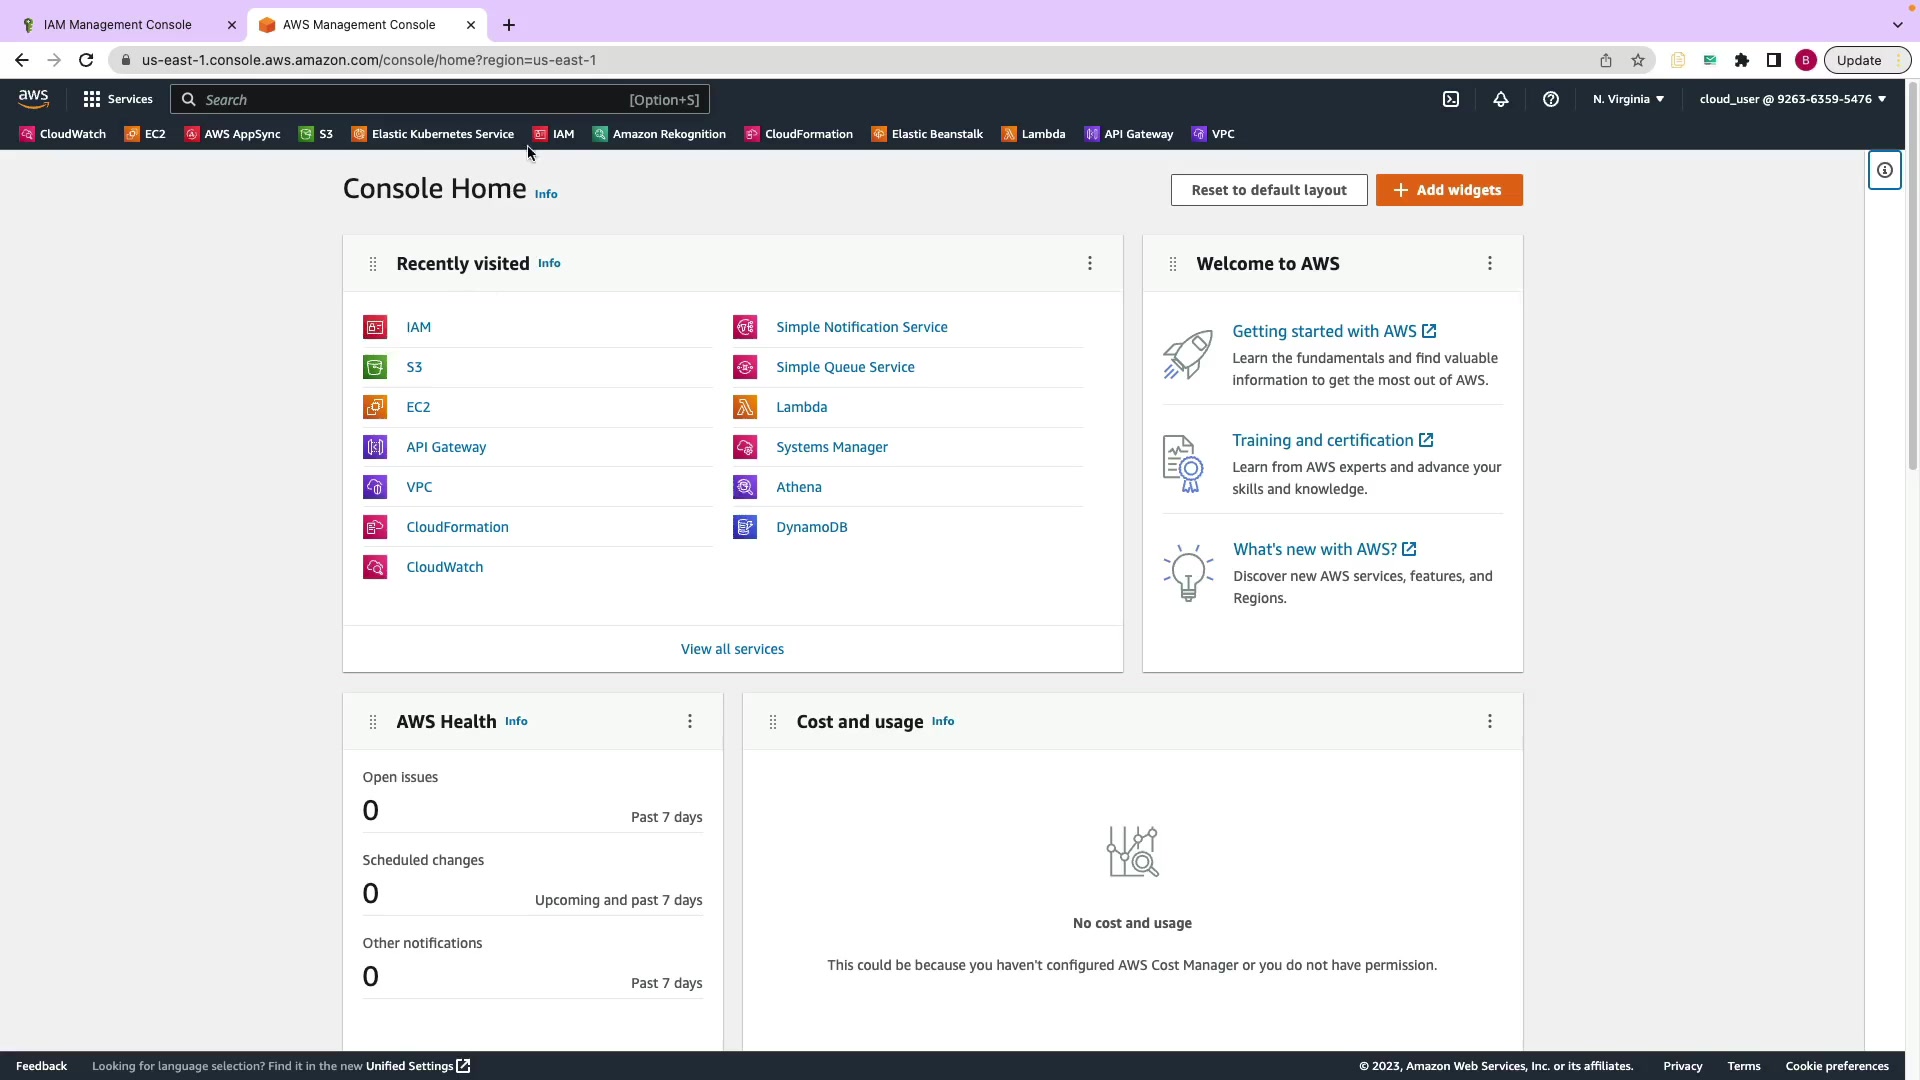 IAM Management Console
AWS Management Console
us-east-1.console.aws.amazon.com/console/home?region=us-east-1
B
Update
aws
Services
Search
[Option+S]
N. Virginia
cloud_user @ 9263-6359-5476
CloudWatch
EC2
AWS AppSync
S3
Elastic Kubernetes Service
IAM
Amazon Rekognition
CloudFormation
Elastic Beanstalk
Lambda
API Gateway
VPC
Console Home Info
Reset to default layout
Add widgets
Recently visited Info
IAM
S3
EC2
API Gateway
VPC
CloudFormation
CloudWatch
Simple Notification Service
Simple Queue Service
Lambda
Systems Manager
Athena
DynamoDB
View all services
Welcome to AWS
Getting started with AWS
Learn the fundamentals and find valuable
information to get the most out of AWS.
Training and certification
Learn from AWS experts and advance your
skills and knowledge.
What's new with AWS?
Discover new AWS services, features, and
Regions.
AWS Health Info
Open issues
0
Past 7 days
Scheduled changes
0
Upcoming and past 7 days
Other notifications
0
Past 7 days
Cost and usage Info
No cost and usage
This could be because you haven't configured AWS Cost Manager or you do not have permission.
Feedback
Looking for language selection? Find it in the new Unified Settings
© 2023, Amazon Web Services, Inc. or its affiliates.
Privacy
Terms
Cookie preferences